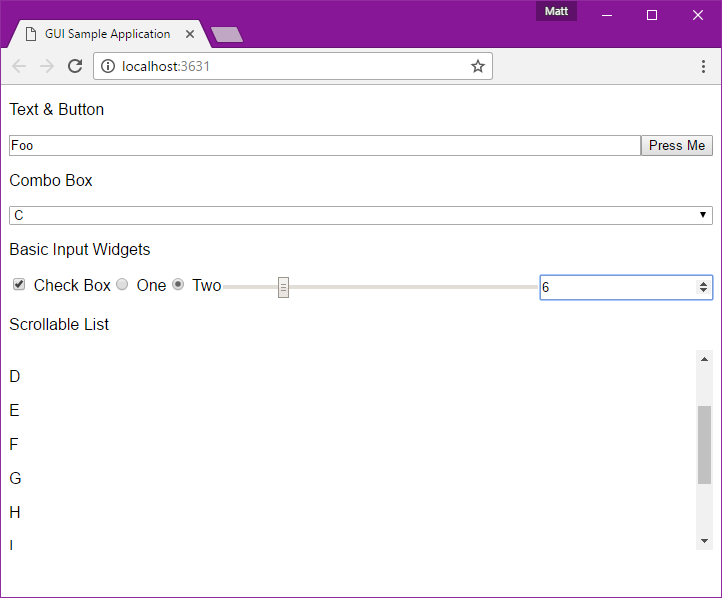 Matt
GUI Sample Application
localhost:3631
Text & Button
Foo Press Me
Combo Box
C
Basic Input Widgets
Check Box One Two 6
Scrollable List
D
E
F
G
H
I